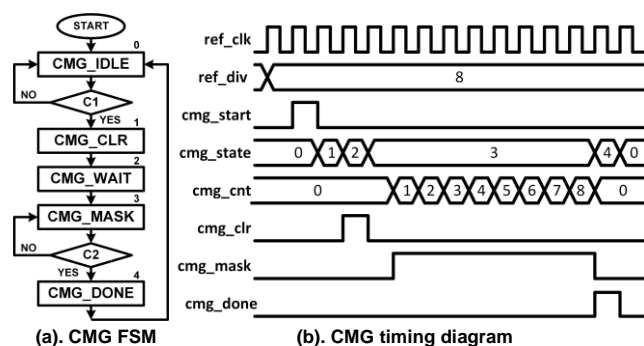 START
0
CMG_IDLE
NO
C1
YES
1
CMG_CLR
2
CMG_WAIT
3
CMG_MASK
NO
C2
YES
4
CMG_DONE
(a). CMG FSM
ref_clk
ref_div
8
cmg_start
cmg_state
0 1 2 3 4 0
cmg_cnt
0 1 2 3 4 5 6 7 8 0
cmg_clr
cmg_mask
cmg_done
(b). CMG timing diagram